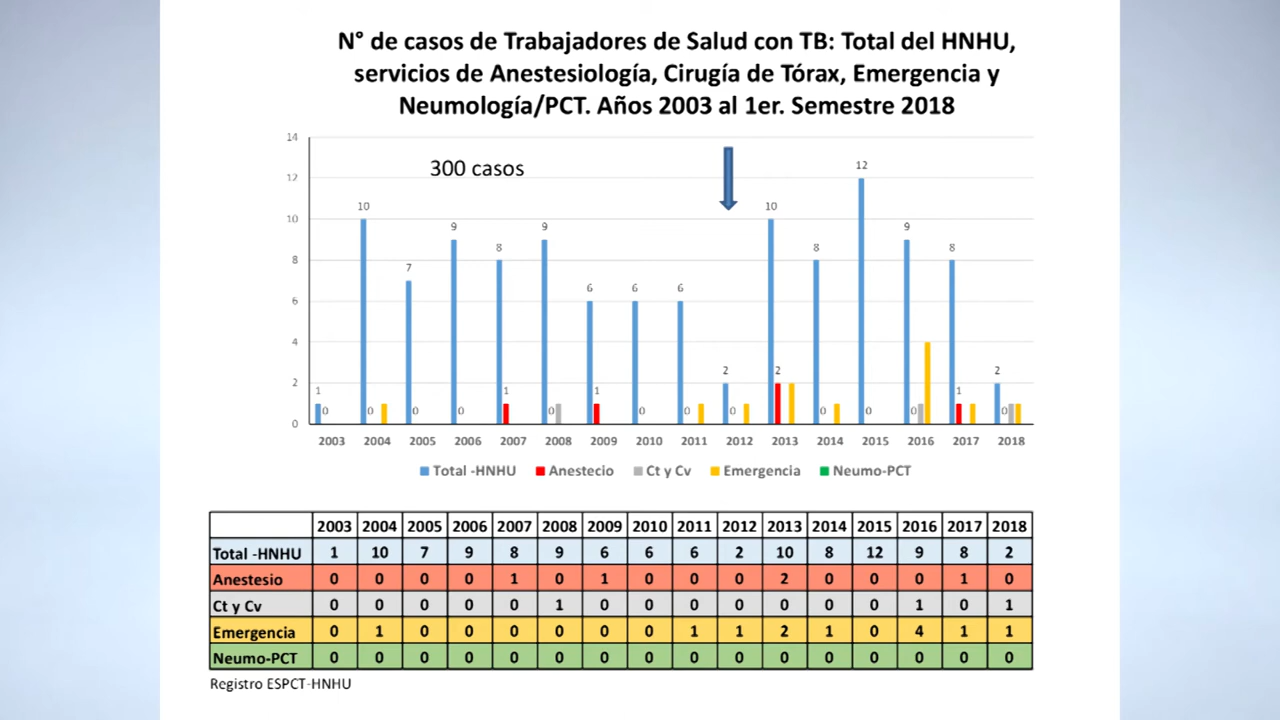 N° de casos de Trabajadores de Salud con TB: Total del HNHU,
servicios de Anestesiología, Cirugía de Tórax, Emergencia y
Neumología/PCT. Años 2003 al 1er. Semestre 2018
300 casos
14
12
10
8
6
4
2
0
1 0
10 0
7 0
9 0
8 1
9 0
6 1
6 0
6 0
2 0
10 2
8 0
12 0
9 0
8 1
2 0
2003 2004 2005 2006 2007 2008 2009 2010 2011 2012 2013 2014 2015 2016 2017 2018
Total -HNHU Anestecio Ct y Cv Emergencia Neumo-PCT
2003 2004 2005 2006 2007 2008 2009 2010 2011 2012 2013 2014 2015 2016 2017 2018
Total -HNHU 1 10 7 9 8 9 6 6 6 2 10 8 12 9 8 2
Anestesio 0 0 0 0 1 0 1 0 0 0 2 0 0 0 1 0
Ct y Cv 0 0 0 0 0 1 0 0 0 0 0 0 0 1 0 1
Emergencia 0 1 0 0 0 0 0 0 1 1 2 1 0 4 1 1
Neumo-PCT 0 0 0 0 0 0 0 0 0 0 0 0 0 0 0 0
Registro ESPCT-HNHU